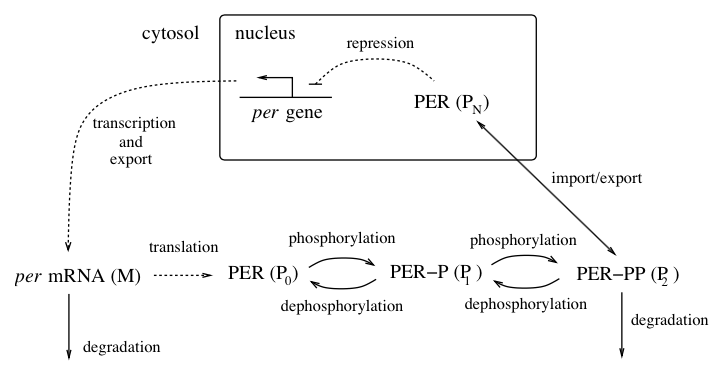 cytosol
nucleus
repression
per gene
PER (P_N)
transcription
and
export
import/export
translation
phosphorylation
phosphorylation
per mRNA (M)
PER (P_0)
PER–P (P_1)
PER–PP (P_2)
dephosphorylation
dephosphorylation
degradation
degradation